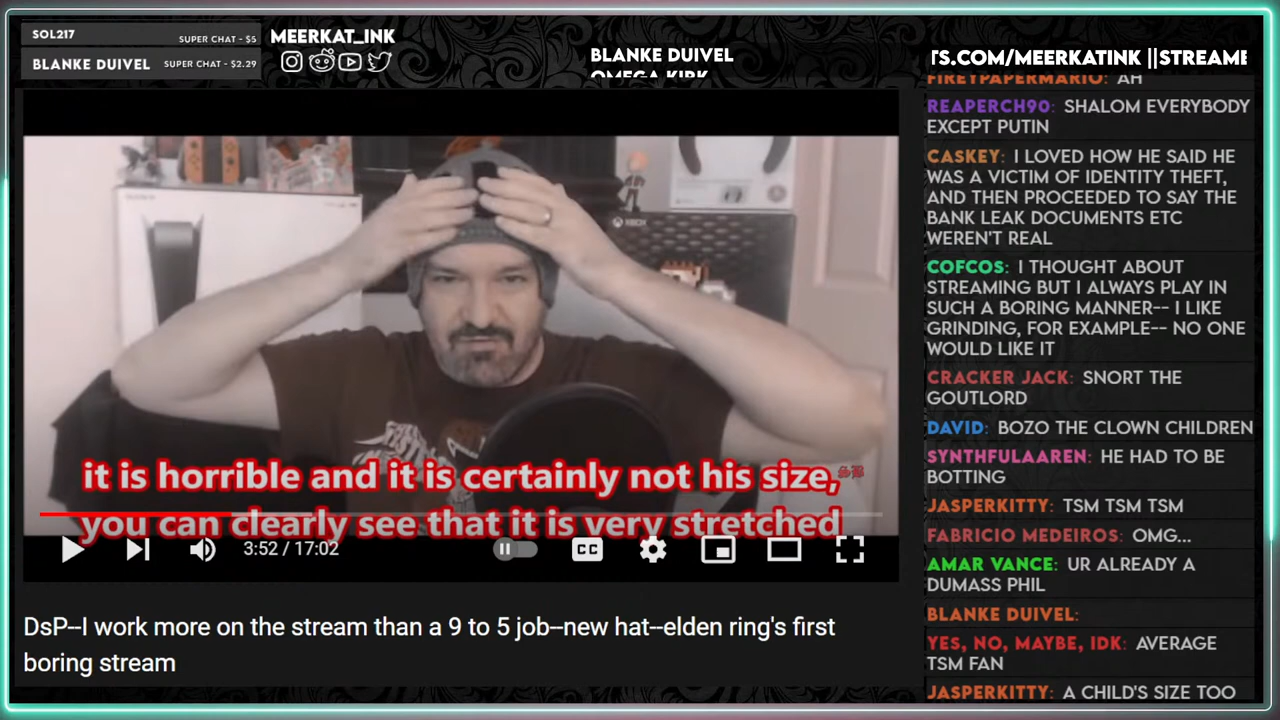 SOL217
SUPER CHAT - $5
BLANKE DUIVEL
SUPER CHAT - $2.29
MEERKAT_INK
BLANKE DUIVEL
OMEGA KIRK
TS.COM/MEERKATINK ||STREAME
XBOX
it is horrible and it is certainly not his size,
you can clearly see that it is very stretched
3:52 / 17:02
CC
DsP--I work more on the stream than a 9 to 5 job--new hat--elden ring's first
boring stream
FIREYPAPERMARIO: AH
REAPERCH90: SHALOM EVERYBODY
EXCEPT PUTIN
CASKEY: I LOVED HOW HE SAID HE
WAS A VICTIM OF IDENTITY THEFT,
AND THEN PROCEEDED TO SAY THE
BANK LEAK DOCUMENTS ETC
WEREN'T REAL
COFCOS: I THOUGHT ABOUT
STREAMING BUT I ALWAYS PLAY IN
SUCH A BORING MANNER-- I LIKE
GRINDING, FOR EXAMPLE-- NO ONE
WOULD LIKE IT
CRACKER JACK: SNORT THE
GOUTLORD
DAVID: BOZO THE CLOWN CHILDREN
SYNTHFULAAREN: HE HAD TO BE
BOTTING
JASPERKITTY: TSM TSM TSM
FABRICIO MEDEIROS: OMG...
AMAR VANCE: UR ALREADY A
DUMASS PHIL
BLANKE DUIVEL:
YES, NO, MAYBE, IDK: AVERAGE
TSM FAN
JASPERKITTY: A CHILD'S SIZE TOO